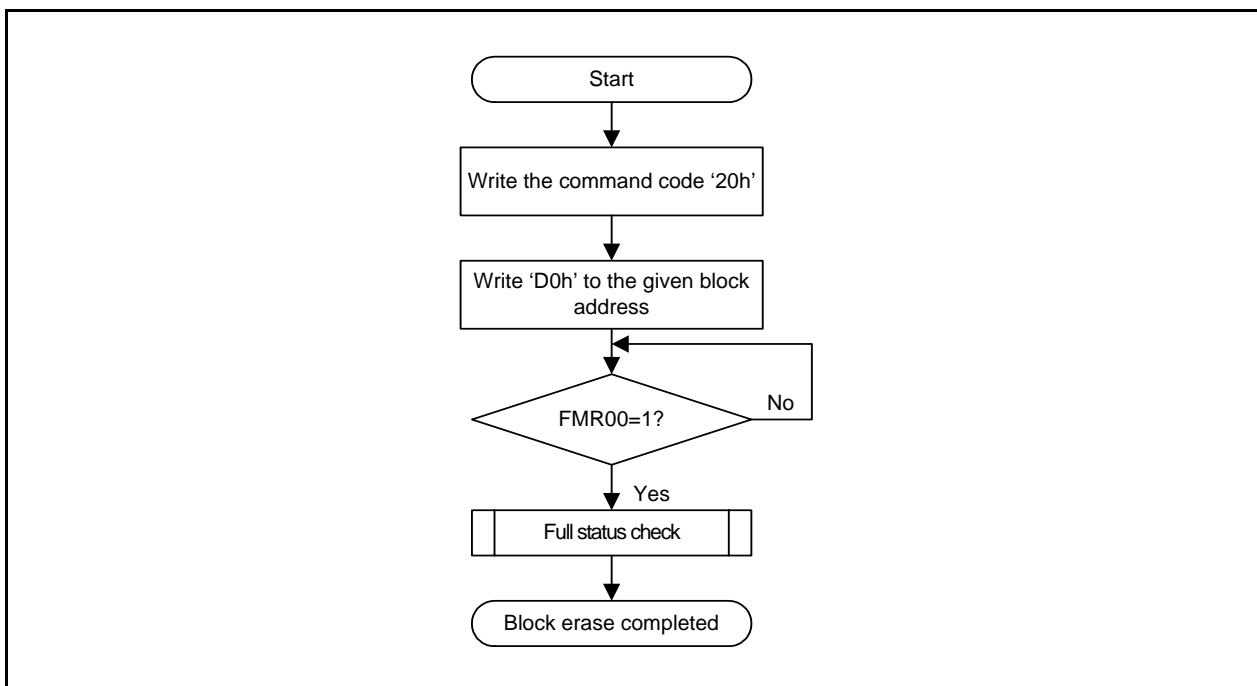 Start
Write the command code ‘20h’
Write ‘D0h’ to the given block
address
FMR00=1?
No
Yes
Full status check
Block erase completed